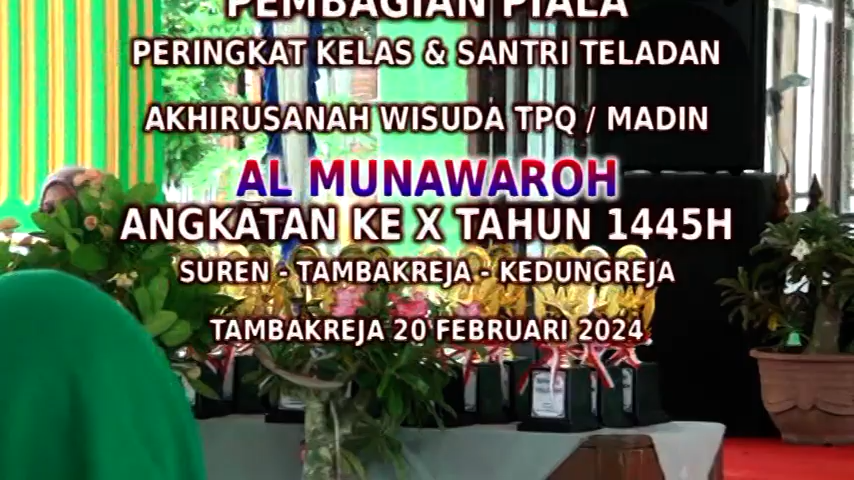 PEMBAGIAN PIALA
PERINGKAT KELAS & SANTRI TELADAN
AKHIRUSANAH WISUDA TPQ / MADIN
AL MUNAWAROH
ANGKATAN KE X TAHUN 1445H
SUREN - TAMBAKREJA - KEDUNGREJA
TAMBAKREJA 20 FEBRUARI 2024